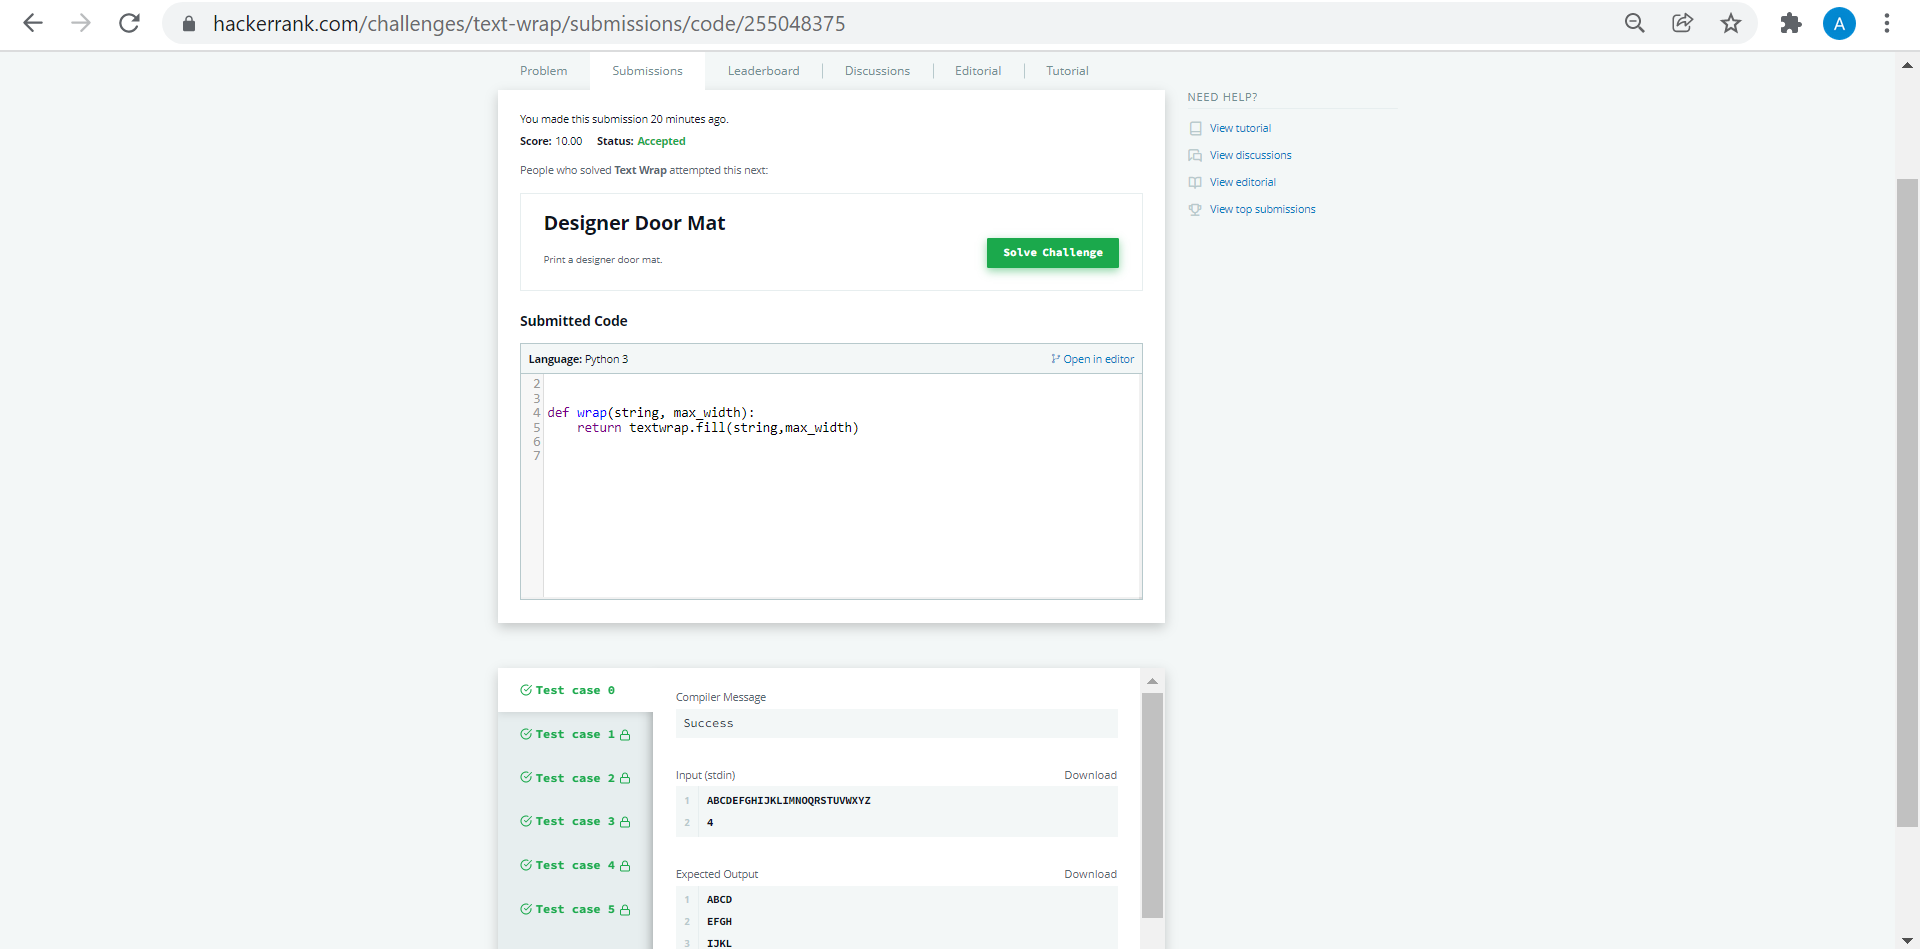 hackerrank.com/challenges/text-wrap/submissions/code/255048375
A
Problem
Submissions
Leaderboard
Discussions
Editorial
Tutorial
You made this submission 20 minutes ago.
Score: 10.00 Status: Accepted
People who solved Text Wrap attempted this next:
Designer Door Mat
Print a designer door mat.
Solve Challenge
Submitted Code
Language: Python 3
Open in editor
2
3
4 def wrap(string, max_width):
5     return textwrap.fill(string,max_width)
6
7
NEED HELP?
View tutorial
View discussions
View editorial
View top submissions
Test case 0
Test case 1
Test case 2
Test case 3
Test case 4
Test case 5
Compiler Message
Success
Input (stdin)
Download
1 ABCDEFGHIJKLIMNOQRSTUVWXYZ
2 4
Expected Output
Download
1 ABCD
2 EFGH
3 IJKL